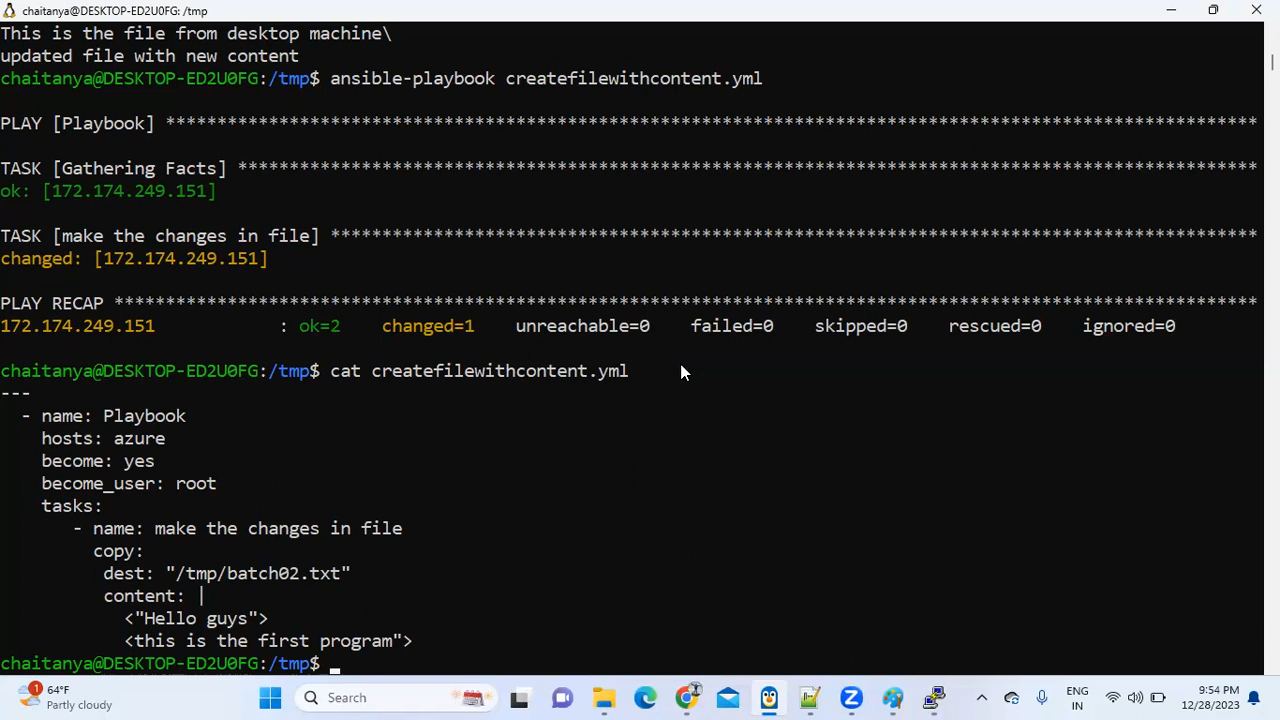 chaitanya@DESKTOP-ED2U0FG: /tmp
This is the file from desktop machine\
updated file with new content
chaitanya@DESKTOP-ED2U0FG:/tmp$ ansible-playbook createfilewithcontent.yml
PLAY [Playbook] **********************************************************************************************************
TASK [Gathering Facts] ***************************************************************************************************
ok: [172.174.249.151]
TASK [make the changes in file] ******************************************************************************************
changed: [172.174.249.151]
PLAY RECAP ***************************************************************************************************************
172.174.249.151 : ok=2 changed=1 unreachable=0 failed=0 skipped=0 rescued=0 ignored=0
chaitanya@DESKTOP-ED2U0FG:/tmp$ cat createfilewithcontent.yml
---
- name: Playbook
hosts: azure
become: yes
become_user: root
tasks:
- name: make the changes in file
copy:
dest: "/tmp/batch02.txt"
content: |
<"Hello guys">
<this is the first program">
chaitanya@DESKTOP-ED2U0FG:/tmp$
1
64°F
Partly cloudy
Search
ENG
IN
9:54 PM
12/28/2023